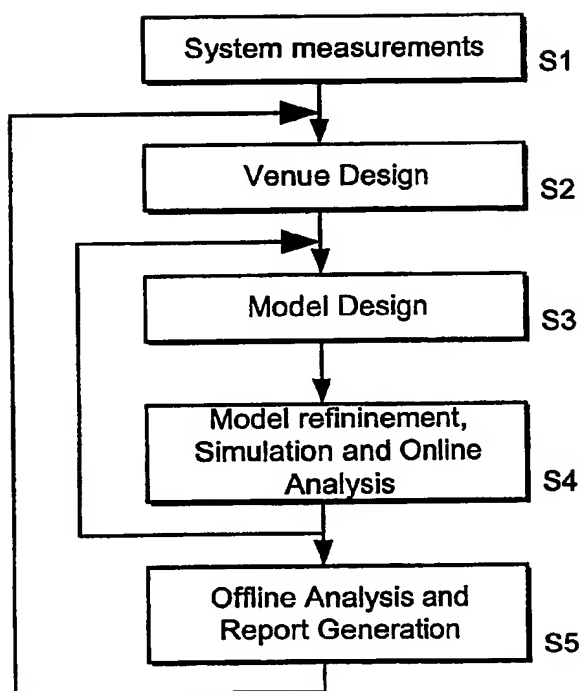 System measurements
S1
Venue Design
S2
Model Design
S3
Model refininement,
Simulation and Online
Analysis
S4
Offline Analysis and
Report Generation
S5